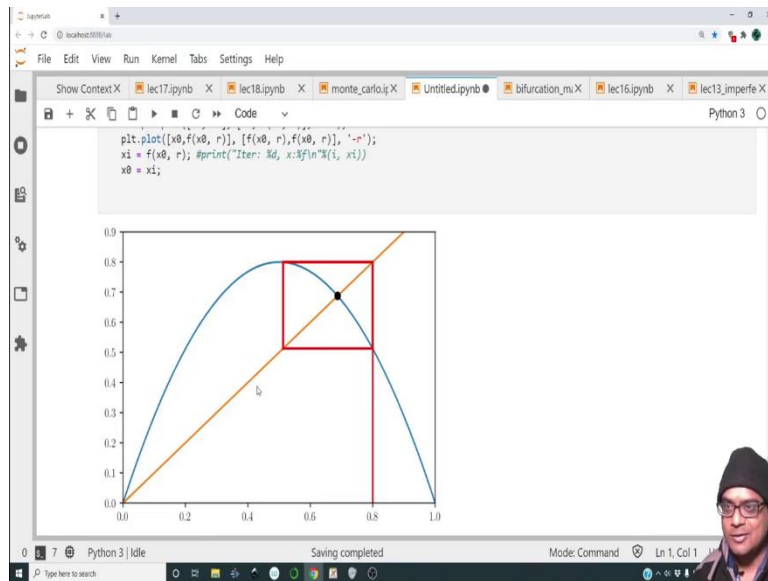 JupyterLab
localhost:8888/lab
File Edit View Run Kernel Tabs Settings Help
Show Context lec17.ipynb lec18.ipynb monte_carlo.ip Untitled.ipynb bifurcation_m lec16.ipynb lec13_imperfe
Code Python 3
plt.plot([x0,f(x0, r)], [f(x0, r),f(x0, r)], '-r');
xi = f(x0, r); #print("Iter: %d, x:%f\n"%(i, xi))
x0 = xi;
0.9
0.8
0.7
0.6
0.5
0.4
0.3
0.2
0.1
0.0
0.0 0.2 0.4 0.6 0.8 1.0
0 7 Python 3 | Idle Saving completed Mode: Command Ln 1, Col 1
Type here to search